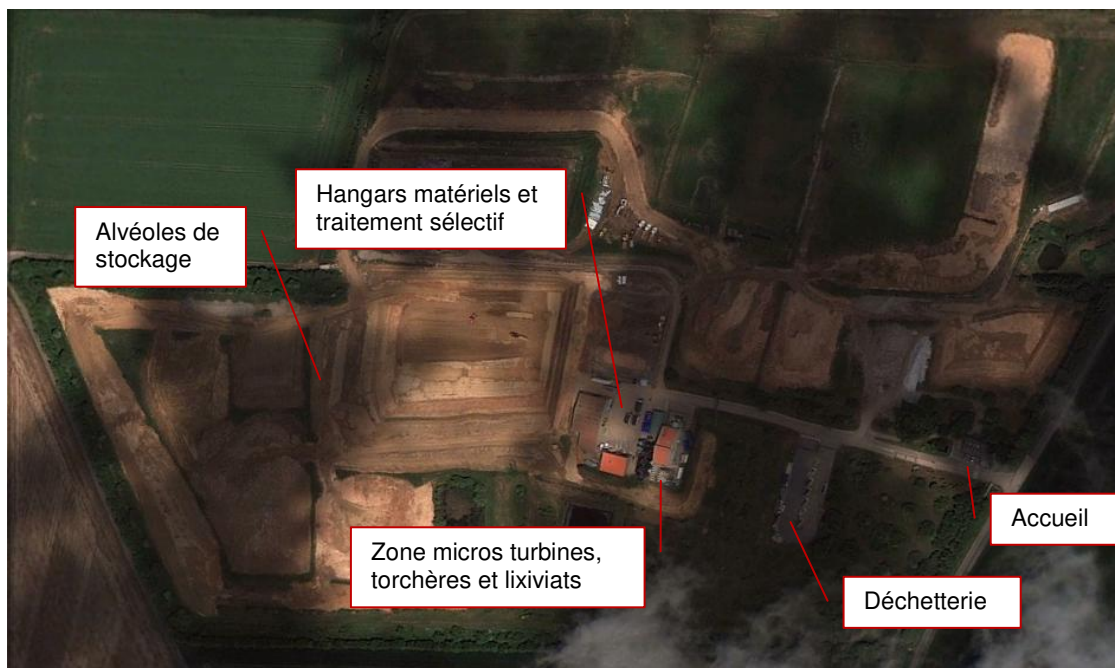 Hangars matériels et
traitement sélectif
Alvéoles de
stockage
Zone micros turbines,
torchères et lixiviats
Accueil
Déchetterie